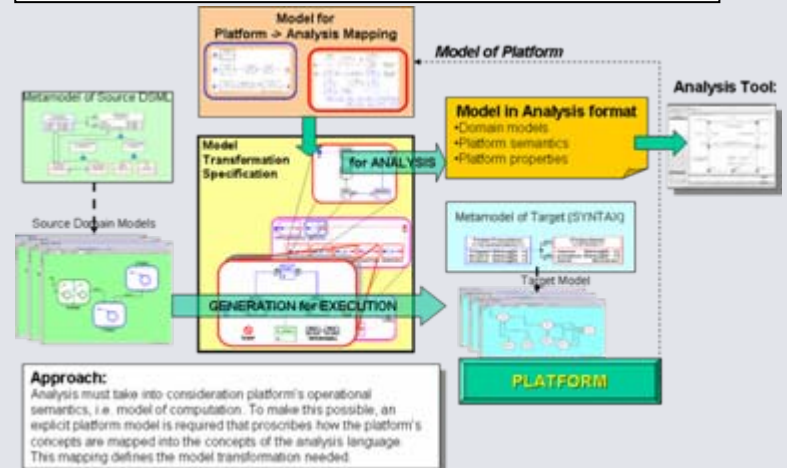 Model for
Platform -> Analysis Mapping
Model of Platform
Analysis Tool:
Metamodel of Source DSML
Model in Analysis format
•Domain models
•Platform semantics
•Platform properties
Model
Transformation
Specification
for ANALYSIS
Source Domain Models
Metamodel of Target (SYNTAX)
Target Model
GENERATION for EXECUTION
PLATFORM
Approach:
Analysis must take into consideration platform's operational
semantics, i.e. model of computation. To make this possible, an
explicit platform model is required that proscribes how the platform's
concepts are mapped into the concepts of the analysis language.
This mapping defines the model transformation needed.